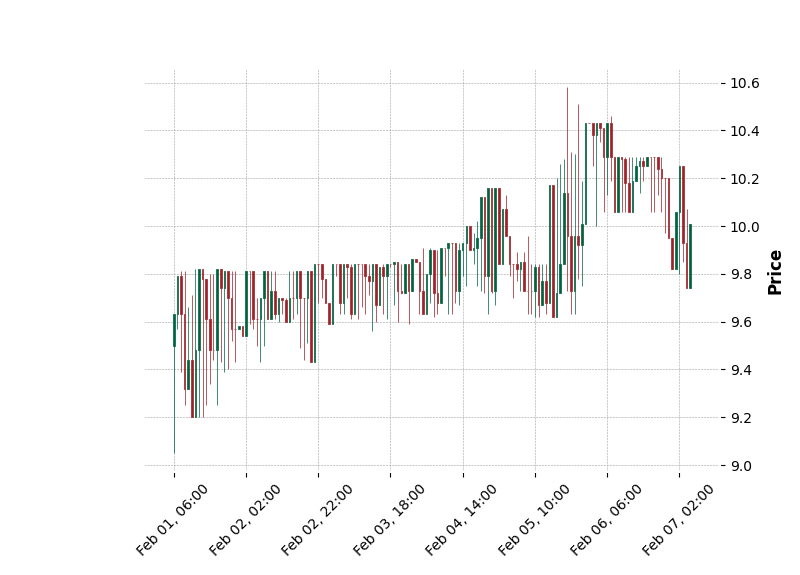 10.6
10.4
10.2
10.0
9.8
9.6
9.4
9.2
9.0
Price
Feb 01, 06:00
Feb 02, 02:00
Feb 02, 22:00
Feb 03, 18:00
Feb 04, 14:00
Feb 05, 10:00
Feb 06, 06:00
Feb 07, 02:00